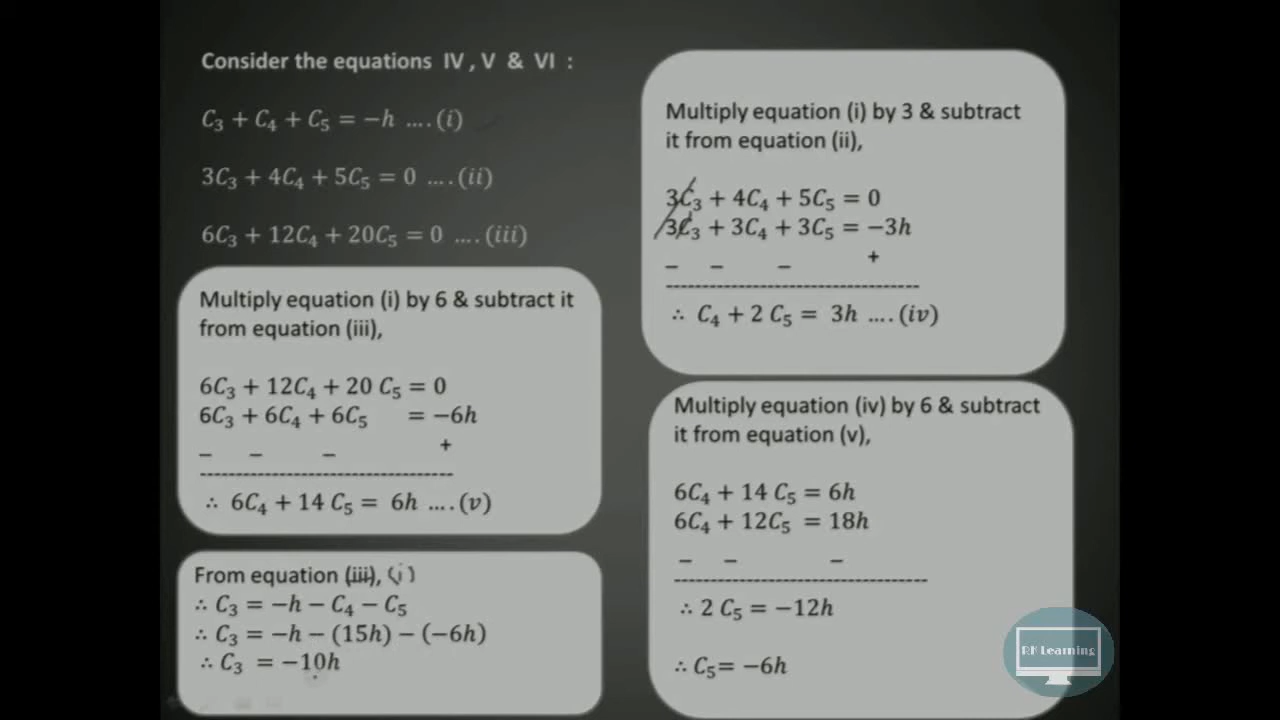 Consider the equations IV , V & VI :
C₃ + C₄ + C₅ = −h ....(i)
3C₃ + 4C₄ + 5C₅ = 0 ....(ii)
6C₃ + 12C₄ + 20C₅ = 0 ....(iii)
Multiply equation (i) by 6 & subtract it
from equation (iii),
6C₃ + 12C₄ + 20 C₅ = 0
6C₃ + 6C₄ + 6C₅ = −6h
− − − +
---------------------------------
∴ 6C₄ + 14 C₅ = 6h ....(v)
From equation (iii), (i)
∴ C₃ = −h − C₄ − C₅
∴ C₃ = −h − (15h) − (−6h)
∴ C₃ = −10h
Multiply equation (i) by 3 & subtract
it from equation (ii),
3C₃ + 4C₄ + 5C₅ = 0
3C₃ + 3C₄ + 3C₅ = −3h
− − − +
---------------------------------
∴ C₄ + 2 C₅ = 3h ....(iv)
Multiply equation (iv) by 6 & subtract
it from equation (v),
6C₄ + 14 C₅ = 6h
6C₄ + 12C₅ = 18h
− − −
---------------------------------
∴ 2 C₅ = −12h
∴ C₅= −6h
RK Learning